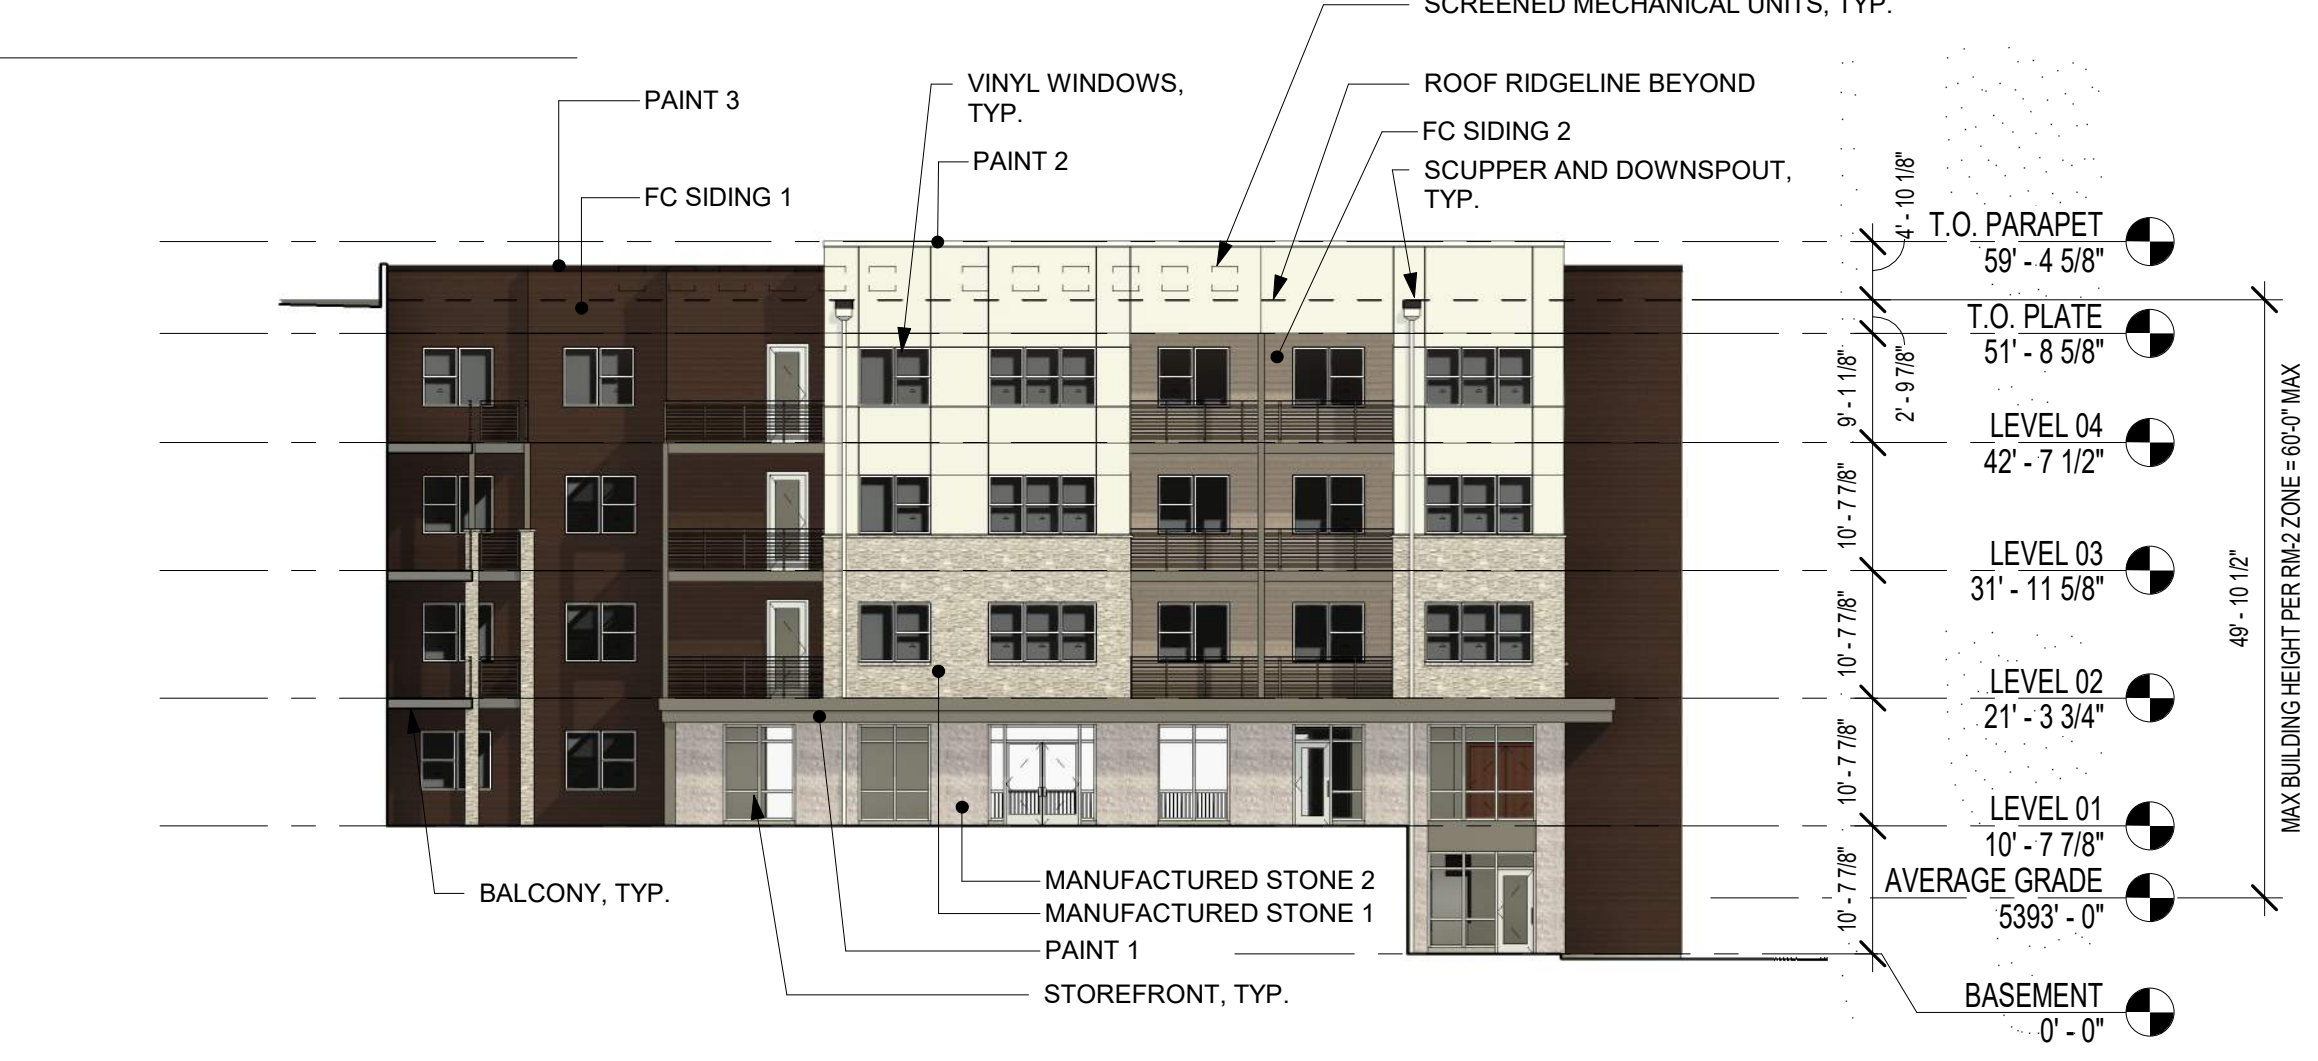 SCREENED MECHANICAL UNITS, TYP.
PAINT 3
VINYL WINDOWS,
TYP.
ROOF RIDGELINE BEYOND
FC SIDING 2
PAINT 2
SCUPPER AND DOWNSPOUT,
TYP.
FC SIDING 1
4' - 10 1/8"
T.O. PARAPET
59' - 4 5/8"
T.O. PLATE
51' - 8 5/8"
9' - 1 1/8"
2' - 9 7/8"
LEVEL 04
42' - 7 1/2"
10' - 7 7/8"
LEVEL 03
31' - 11 5/8"
10' - 7 7/8"
LEVEL 02
21' - 3 3/4"
10' - 7 7/8"
LEVEL 01
10' - 7 7/8"
10' - 7 7/8"
AVERAGE GRADE
5393' - 0"
BASEMENT
0' - 0"
49' - 10 1/2"
MAX BUILDING HEIGHT PER RM-2 ZONE = 60'-0" MAX
BALCONY, TYP.
MANUFACTURED STONE 2
MANUFACTURED STONE 1
PAINT 1
STOREFRONT, TYP.